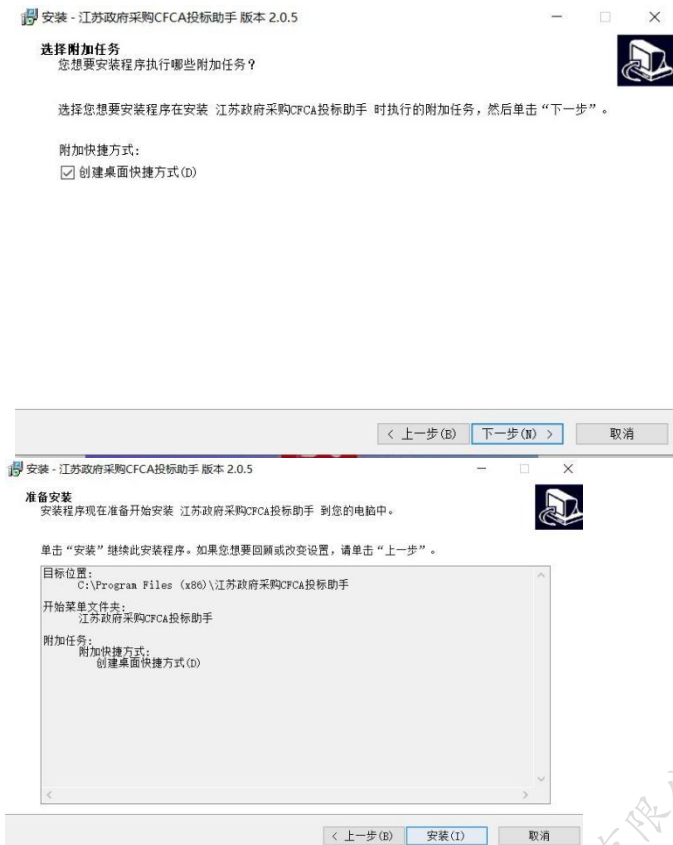 安装 - 江苏政府采购CFCA投标助手 版本 2.0.5
选择附加任务
您想要安装程序执行哪些附加任务？
选择您想要安装程序在安装 江苏政府采购CFCA投标助手 时执行的附加任务，然后单击“下一步”。
附加快捷方式:
创建桌面快捷方式(D)
< 上一步(B) 下一步(N) > 取消
安装 - 江苏政府采购CFCA投标助手 版本 2.0.5
准备安装
安装程序现在准备开始安装 江苏政府采购CFCA投标助手 到您的电脑中。
单击“安装”继续此安装程序。如果您想要回顾或改变设置，请单击“上一步”。
目标位置:
C:\Program Files (x86)\江苏政府采购CFCA投标助手
开始菜单文件夹:
江苏政府采购CFCA投标助手
附加任务:
附加快捷方式:
创建桌面快捷方式(D)
< 上一步(B) 安装(I) 取消
有限